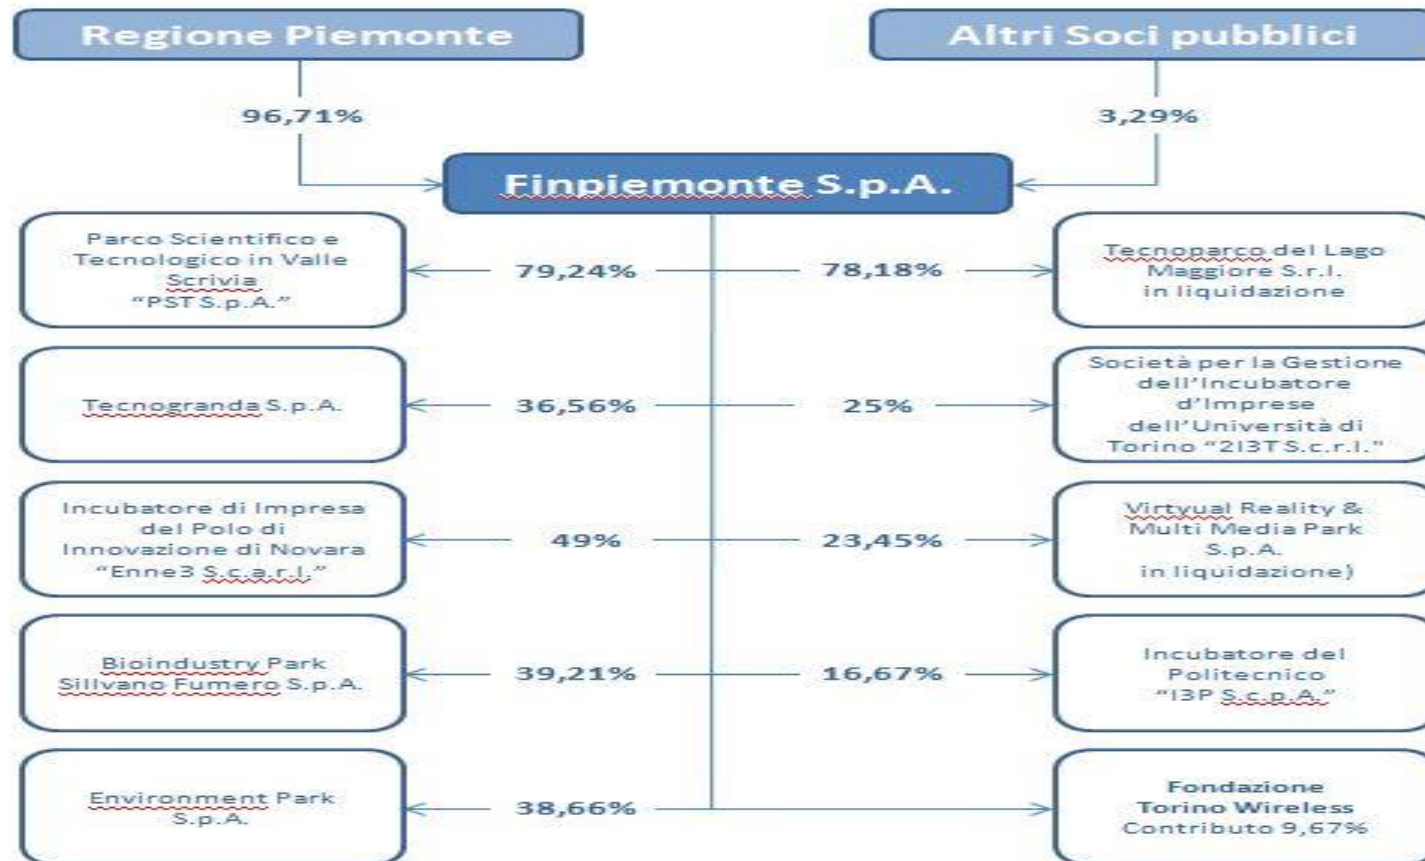 Regione Piemonte
Altri Soci pubblici
96,71%
3,29%
Finpiemonte S.p.A.
Parco Scientifico e
Tecnologico in Valle
Scrivia
“PST S.p.A.”
79,24%
78,18%
Tecnoparco del Lago
Maggiore S.r.l.
in liquidazione
Tecnogranda S.p.A.
36,56%
25%
Società per la Gestione
dell’Incubatore
d’Imprese
dell’Università di
Torino “2I3T S.c.r.l.”
Incubatore di Impresa
del Polo di
Innovazione di Novara
“Enne3 S.c.a.r.l.”
49%
23,45%
Virtyual Reality &
Multi Media Park
S.p.A.
in liquidazione)
Bioindustry Park
Sillvano Fumero S.p.A.
39,21%
16,67%
Incubatore del
Politecnico
“I3P S.c.p.A.”
Environment Park
S.p.A.
38,66%
Fondazione
Torino Wireless
Contributo 9,67%